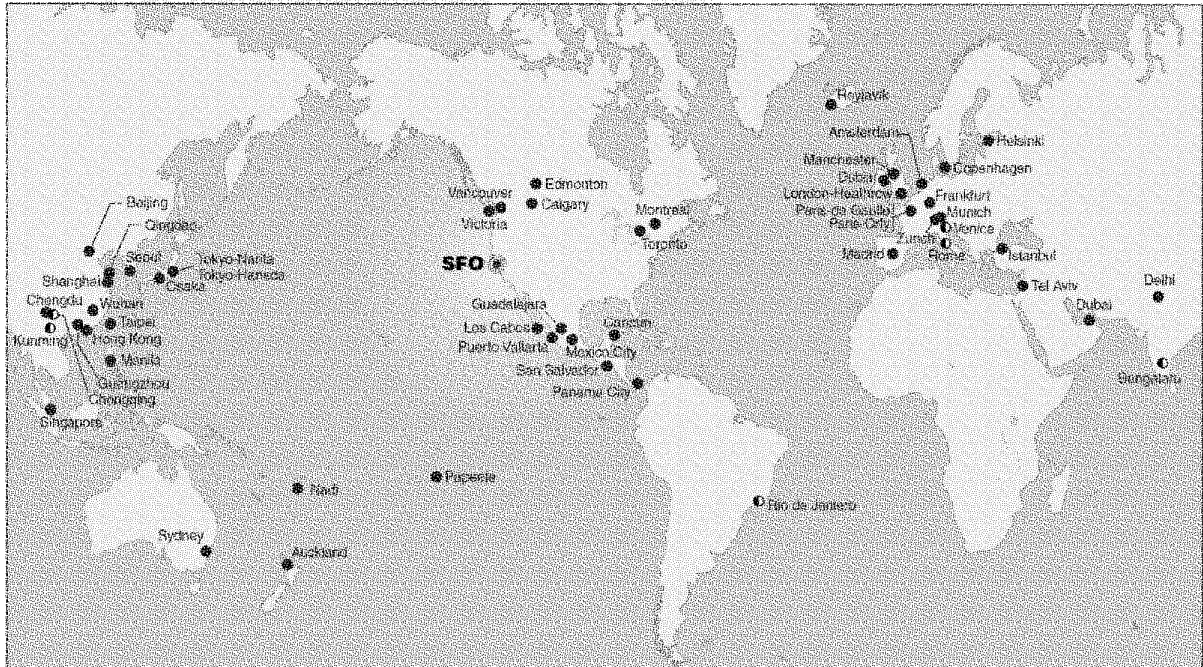 Beijing
Qingdao
Seoul
Tokyo-Narita
Tokyo-Haneda
Osaka
Shanghai
Chengdu
Wuhan
Taipei
Kunming
Hong Kong
Manila
Guangzhou
Chongqing
Singapore
Vancouver
Victoria
Edmonton
Calgary
Montreal
Toronto
SFO
Guadalajara
Los Cabos
Puerto Vallarta
Mexico City
Cancun
San Salvador
Panama City
Reyjavik
Amsterdam
Manchester
Dublin
London-Heathrow
Paris-de Gaulle
Paris-Orly
Helsinki
Copenhagen
Frankfurt
Munich
Venice
Zurich
Rome
Madrid
Istanbul
Tel Aviv
Dubai
Delhi
Bengaluru
Papeete
Nadi
Sydney
Auckland
Rio de Janeiro